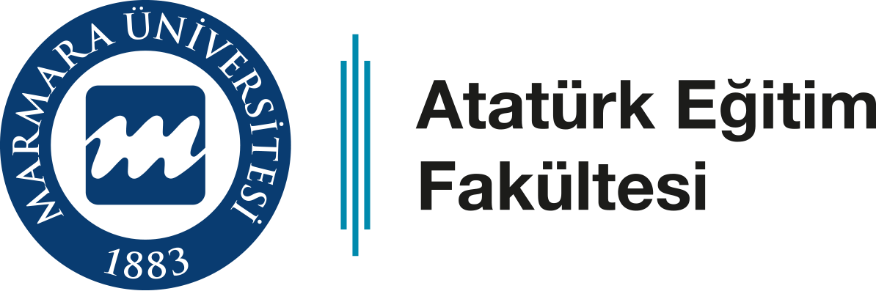 MARMARA ÜNİVERSİTESİ
1883
Atatürk Eğitim
Fakültesi